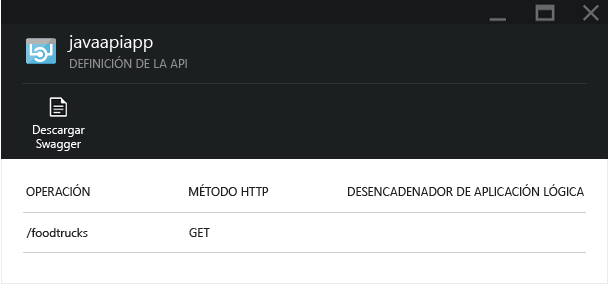 javaapiapp
DEFINICIÓN DE LA API
Descargar
Swagger
OPERACIÓN MÉTODO HTTP DESENCADENADOR DE APLICACIÓN LÓGICA
/foodtrucks GET